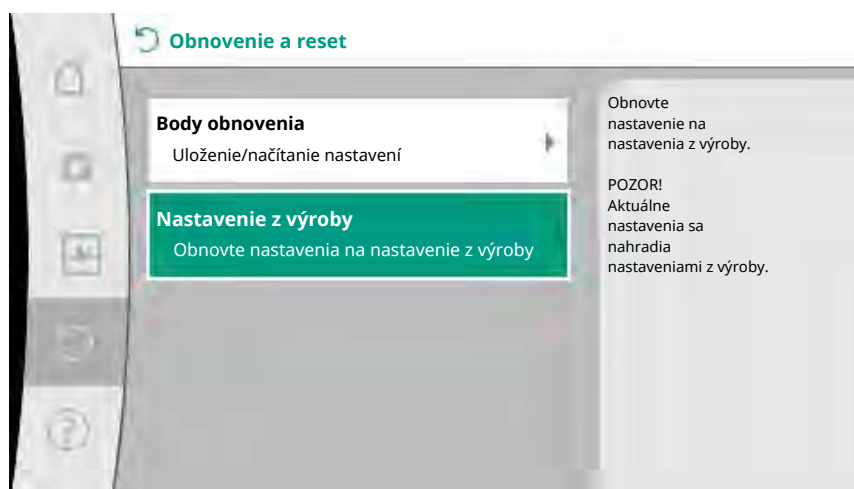 Obnovenie a reset
Body obnovenia
Uloženie/načítanie nastavení
Nastavenie z výroby
Obnovte nastavenia na nastavenie z výroby
Obnovte
nastavenie na
nastavenia z výroby.
POZOR!
Aktuálne
nastavenia sa
nahradia
nastaveniami z výroby.